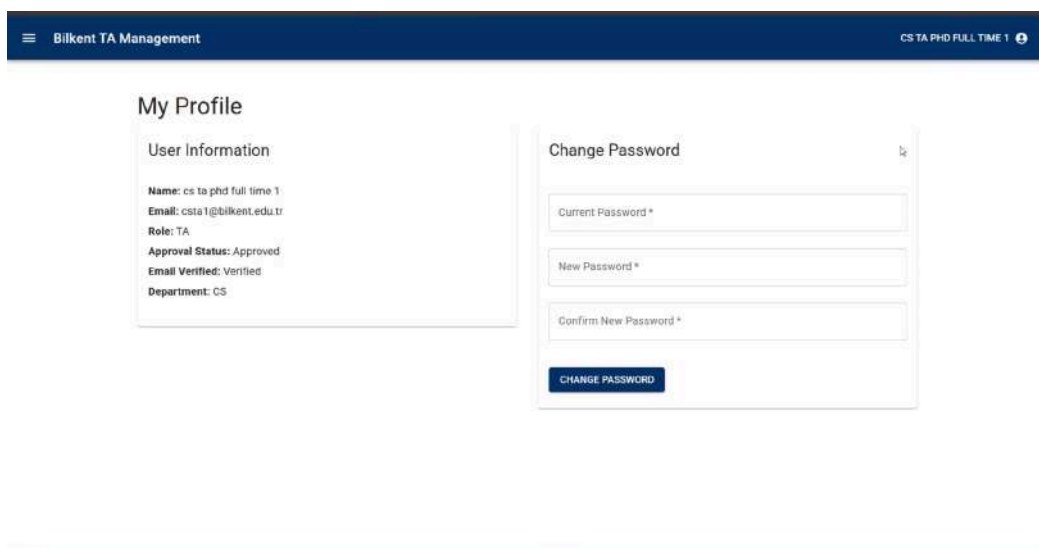 Bilkent TA Management
CS TA PHD FULL TIME 1
My Profile
User Information
Name: cs ta phd full time 1
Email: csta1@bilkent.edu.tr
Role: TA
Approval Status: Approved
Email Verified: Verified
Department: CS
Change Password
Current Password *
New Password *
Confirm New Password *
CHANGE PASSWORD